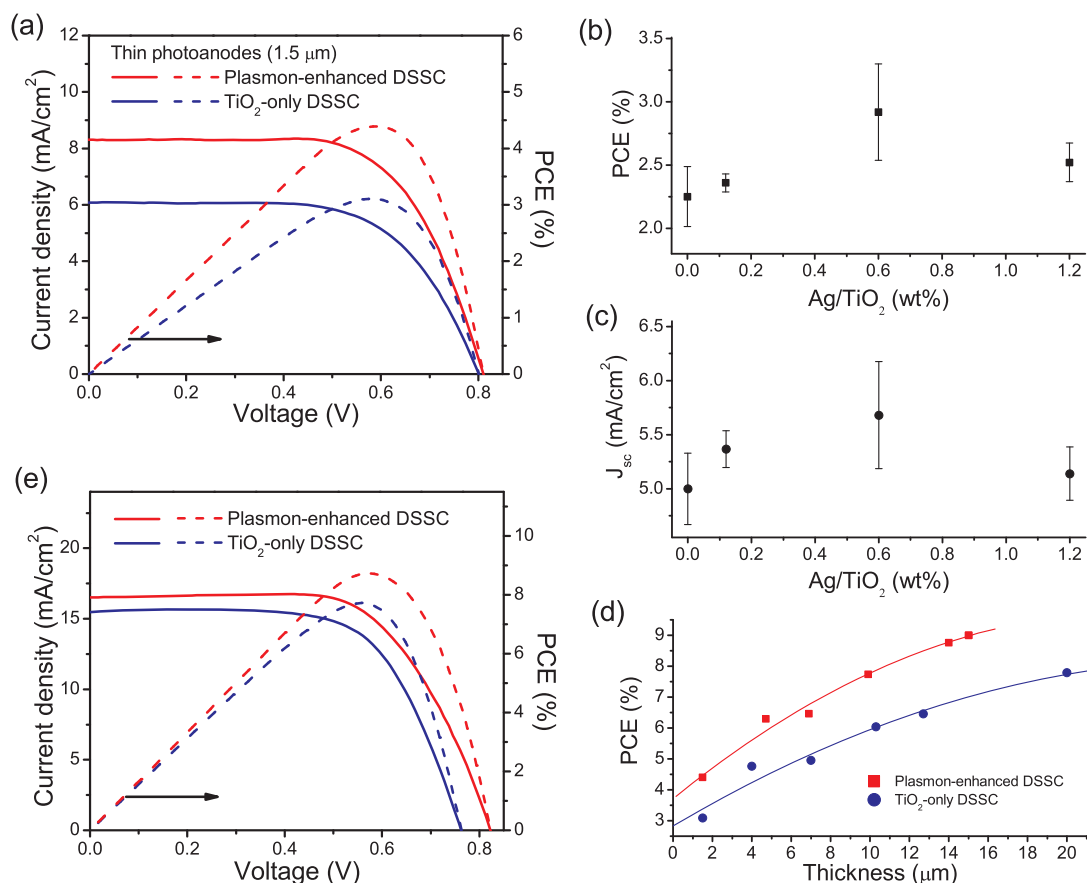 (a)
Thin photoanodes (1.5 μm)
Plasmon-enhanced DSSC
TiO₂-only DSSC
Current density (mA/cm²)
12
10
8
6
4
2
0
PCE (%)
6
5
4
3
2
1
0
0.0 0.2 0.4 0.6 0.8
Voltage (V)
(b)
PCE (%)
3.5
3.0
2.5
2.0
0.0 0.2 0.4 0.6 0.8 1.0 1.2
Ag/TiO₂ (wt%)
(c)
Jsc (mA/cm²)
6.5
6.0
5.5
5.0
0.0 0.2 0.4 0.6 0.8 1.0 1.2
Ag/TiO₂ (wt%)
(e)
Plasmon-enhanced DSSC
TiO₂-only DSSC
Current density (mA/cm²)
20
15
10
5
0
PCE (%)
10
8
6
4
2
0
0.0 0.2 0.4 0.6 0.8
Voltage (V)
(d)
PCE (%)
9
8
7
6
5
4
3
Plasmon-enhanced DSSC
TiO₂-only DSSC
0 2 4 6 8 10 12 14 16 18 20
Thickness (μm)